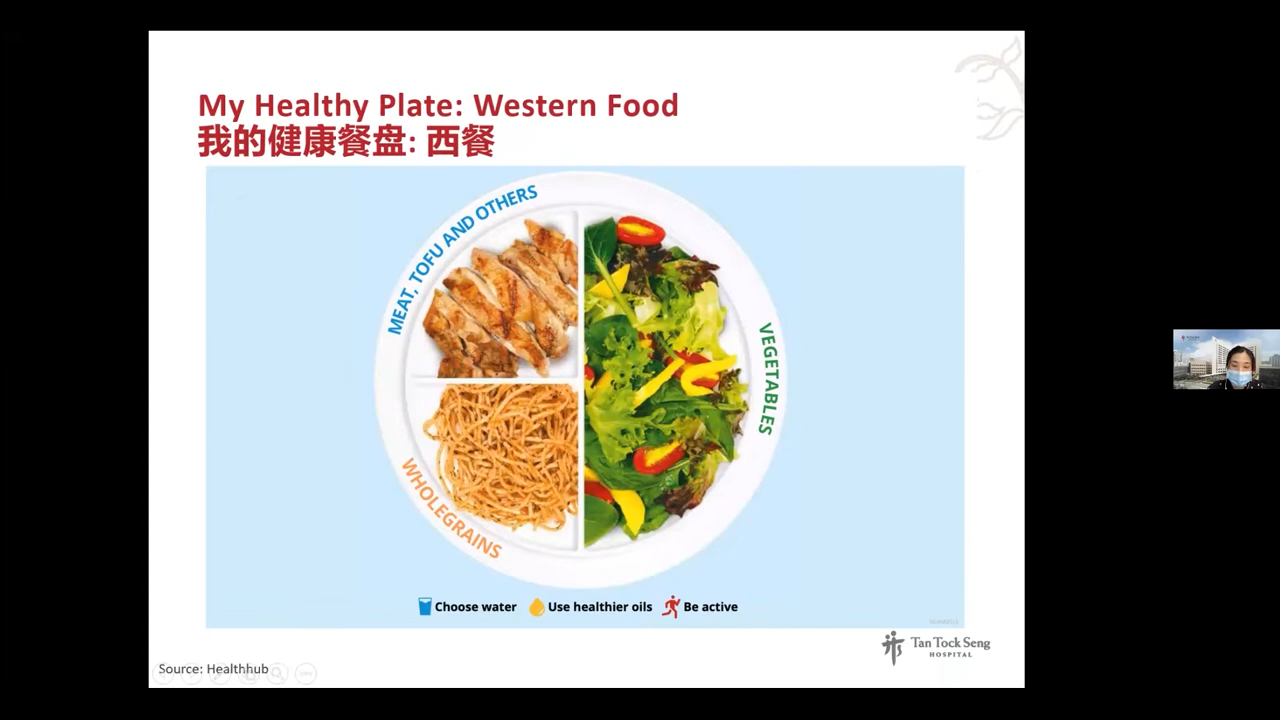 My Healthy Plate: Western Food
我的健康餐盘: 西餐
MEAT, TOFU AND OTHERS
VEGETABLES
WHOLEGRAINS
Choose water Use healthier oils Be active
Tan Tock Seng
HOSPITAL
Source: Healthhub